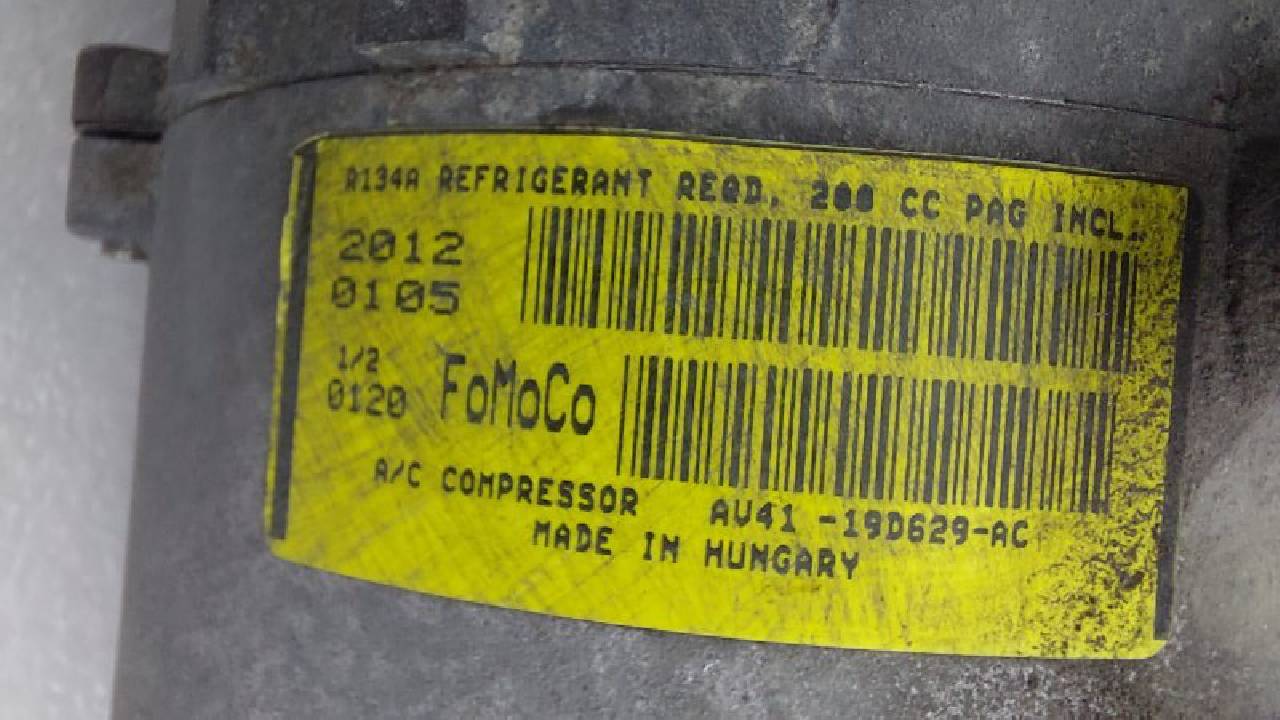 R134A REFRIGERANT REQD. 200 CC PAG INCL.
2012
0105
1/2
0120 FoMoCo
A/C COMPRESSOR AV41 -19D629-AC
MADE IN HUNGARY